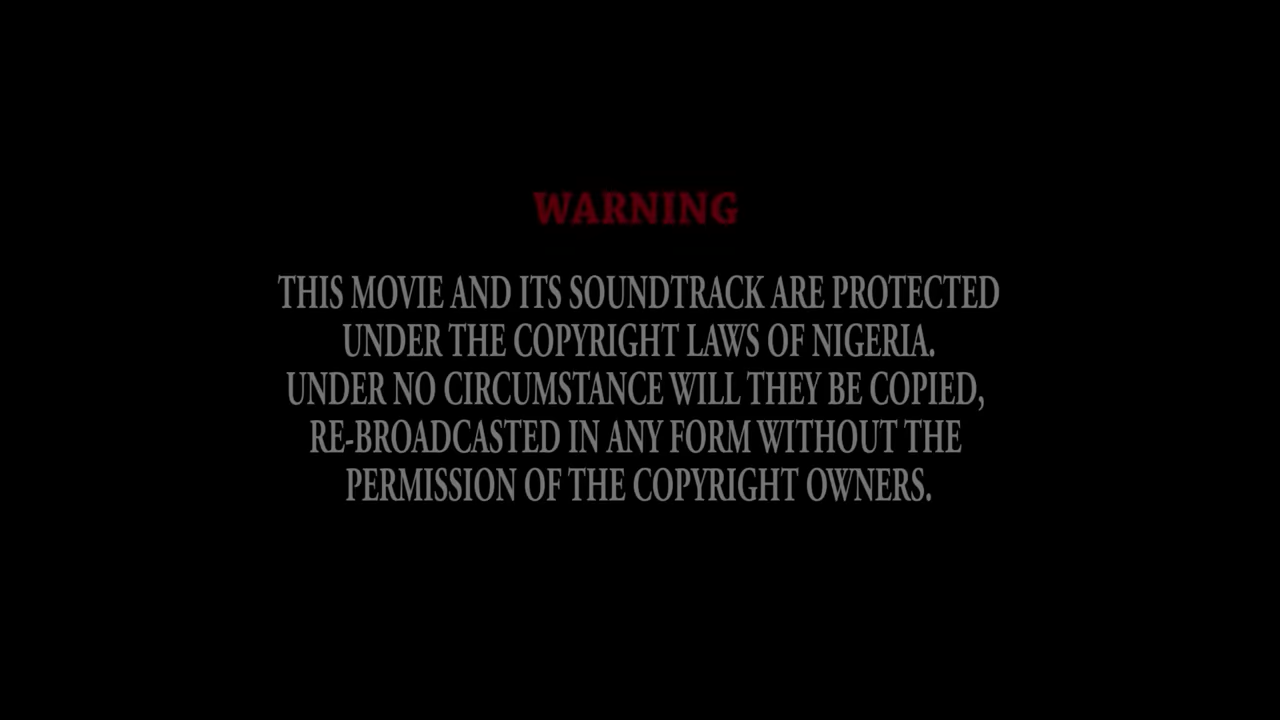 WARNING
THIS MOVIE AND ITS SOUNDTRACK ARE PROTECTED
UNDER THE COPYRIGHT LAWS OF NIGERIA.
UNDER NO CIRCUMSTANCE WILL THEY BE COPIED,
RE-BROADCASTED IN ANY FORM WITHOUT THE
PERMISSION OF THE COPYRIGHT OWNERS.